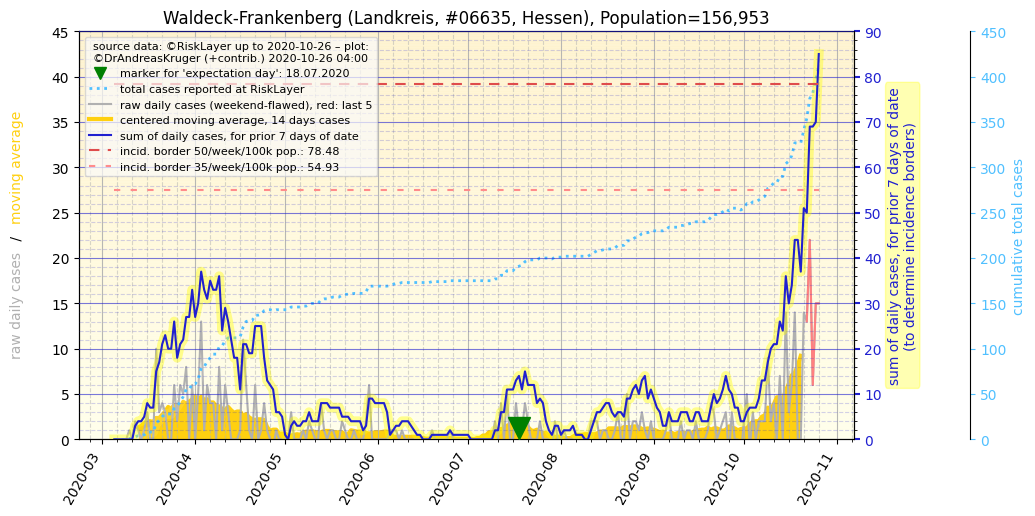 Waldeck-Frankenberg (Landkreis, #06635, Hessen), Population=156,953
source data: ©RiskLayer up to 2020-10-26 – plot:
©DrAndreasKruger (+contrib.) 2020-10-26 04:00
marker for 'expectation day': 18.07.2020
total cases reported at RiskLayer
raw daily cases (weekend-flawed), red: last 5
centered moving average, 14 days cases
sum of daily cases, for prior 7 days of date
incid. border 50/week/100k pop.: 78.48
incid. border 35/week/100k pop.: 54.93
raw daily cases / moving average
45
40
35
30
25
20
15
10
5
0
2020-03
2020-04
2020-05
2020-06
2020-07
2020-08
2020-09
2020-10
2020-11
90
80
70
60
50
40
30
20
10
0
sum of daily cases, for prior 7 days of date
(to determine incidence borders)
450
400
350
300
250
200
150
100
50
0
cumulative total cases